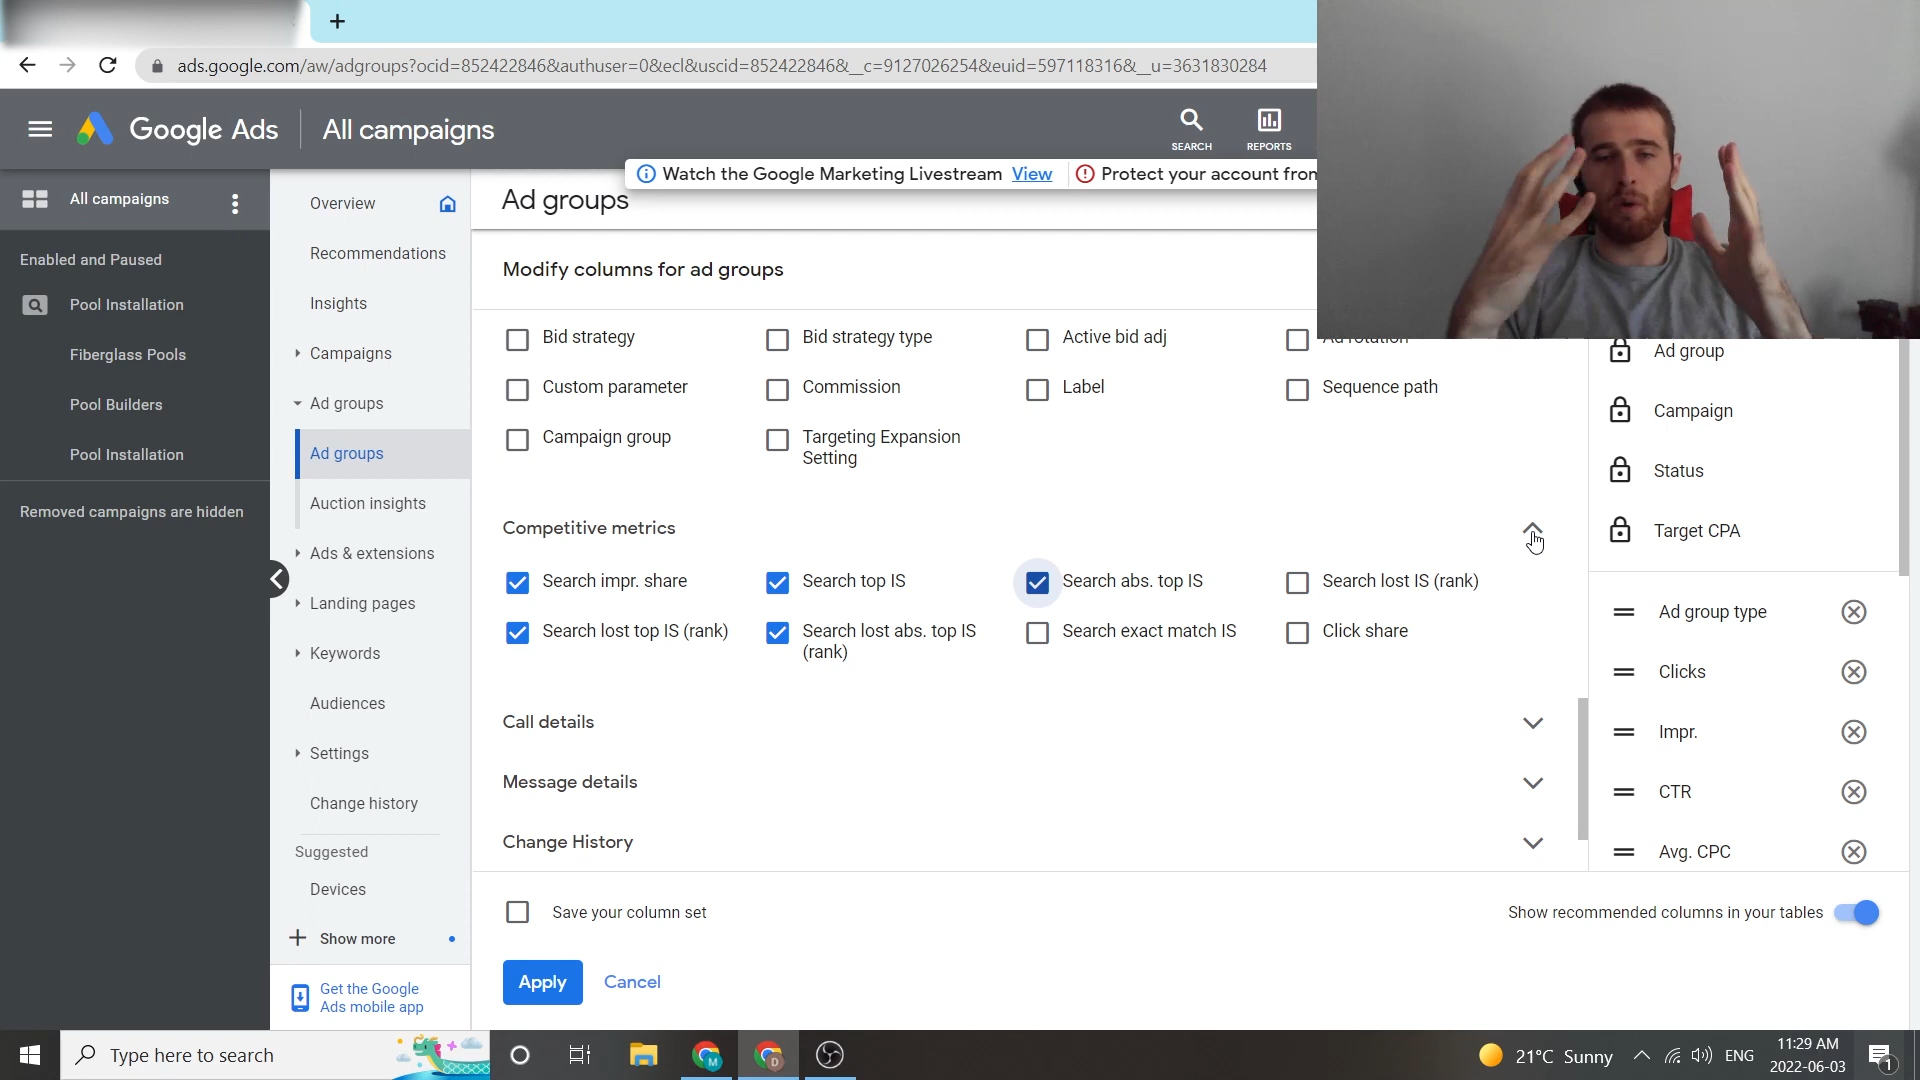 ads.google.com/aw/adgroups?ocid=852422846&authuser=0&ecl&uscid=852422846&__c=9127026254&euid=597118316&__u=3631830284
Google Ads
All campaigns
SEARCH
REPORTS
Watch the Google Marketing Livestream View
Protect your account from
All campaigns
Enabled and Paused
Pool Installation
Fiberglass Pools
Pool Builders
Pool Installation
Removed campaigns are hidden
Overview
Recommendations
Insights
Campaigns
Ad groups
Ad groups
Auction insights
Ads & extensions
Landing pages
Keywords
Audiences
Settings
Change history
Suggested
Devices
Show more
Get the Google
Ads mobile app
Ad groups
Modify columns for ad groups
Bid strategy
Bid strategy type
Active bid adj
Ad rotation
Custom parameter
Commission
Label
Sequence path
Campaign group
Targeting Expansion
Setting
Competitive metrics
Search impr. share
Search top IS
Search abs. top IS
Search lost IS (rank)
Search lost top IS (rank)
Search lost abs. top IS
(rank)
Search exact match IS
Click share
Call details
Message details
Change History
Ad group
Campaign
Status
Target CPA
Ad group type
Clicks
Impr.
CTR
Avg. CPC
Save your column set
Show recommended columns in your tables
Apply
Cancel
Type here to search
M
D
21°C Sunny
ENG
11:29 AM
2022-06-03
1